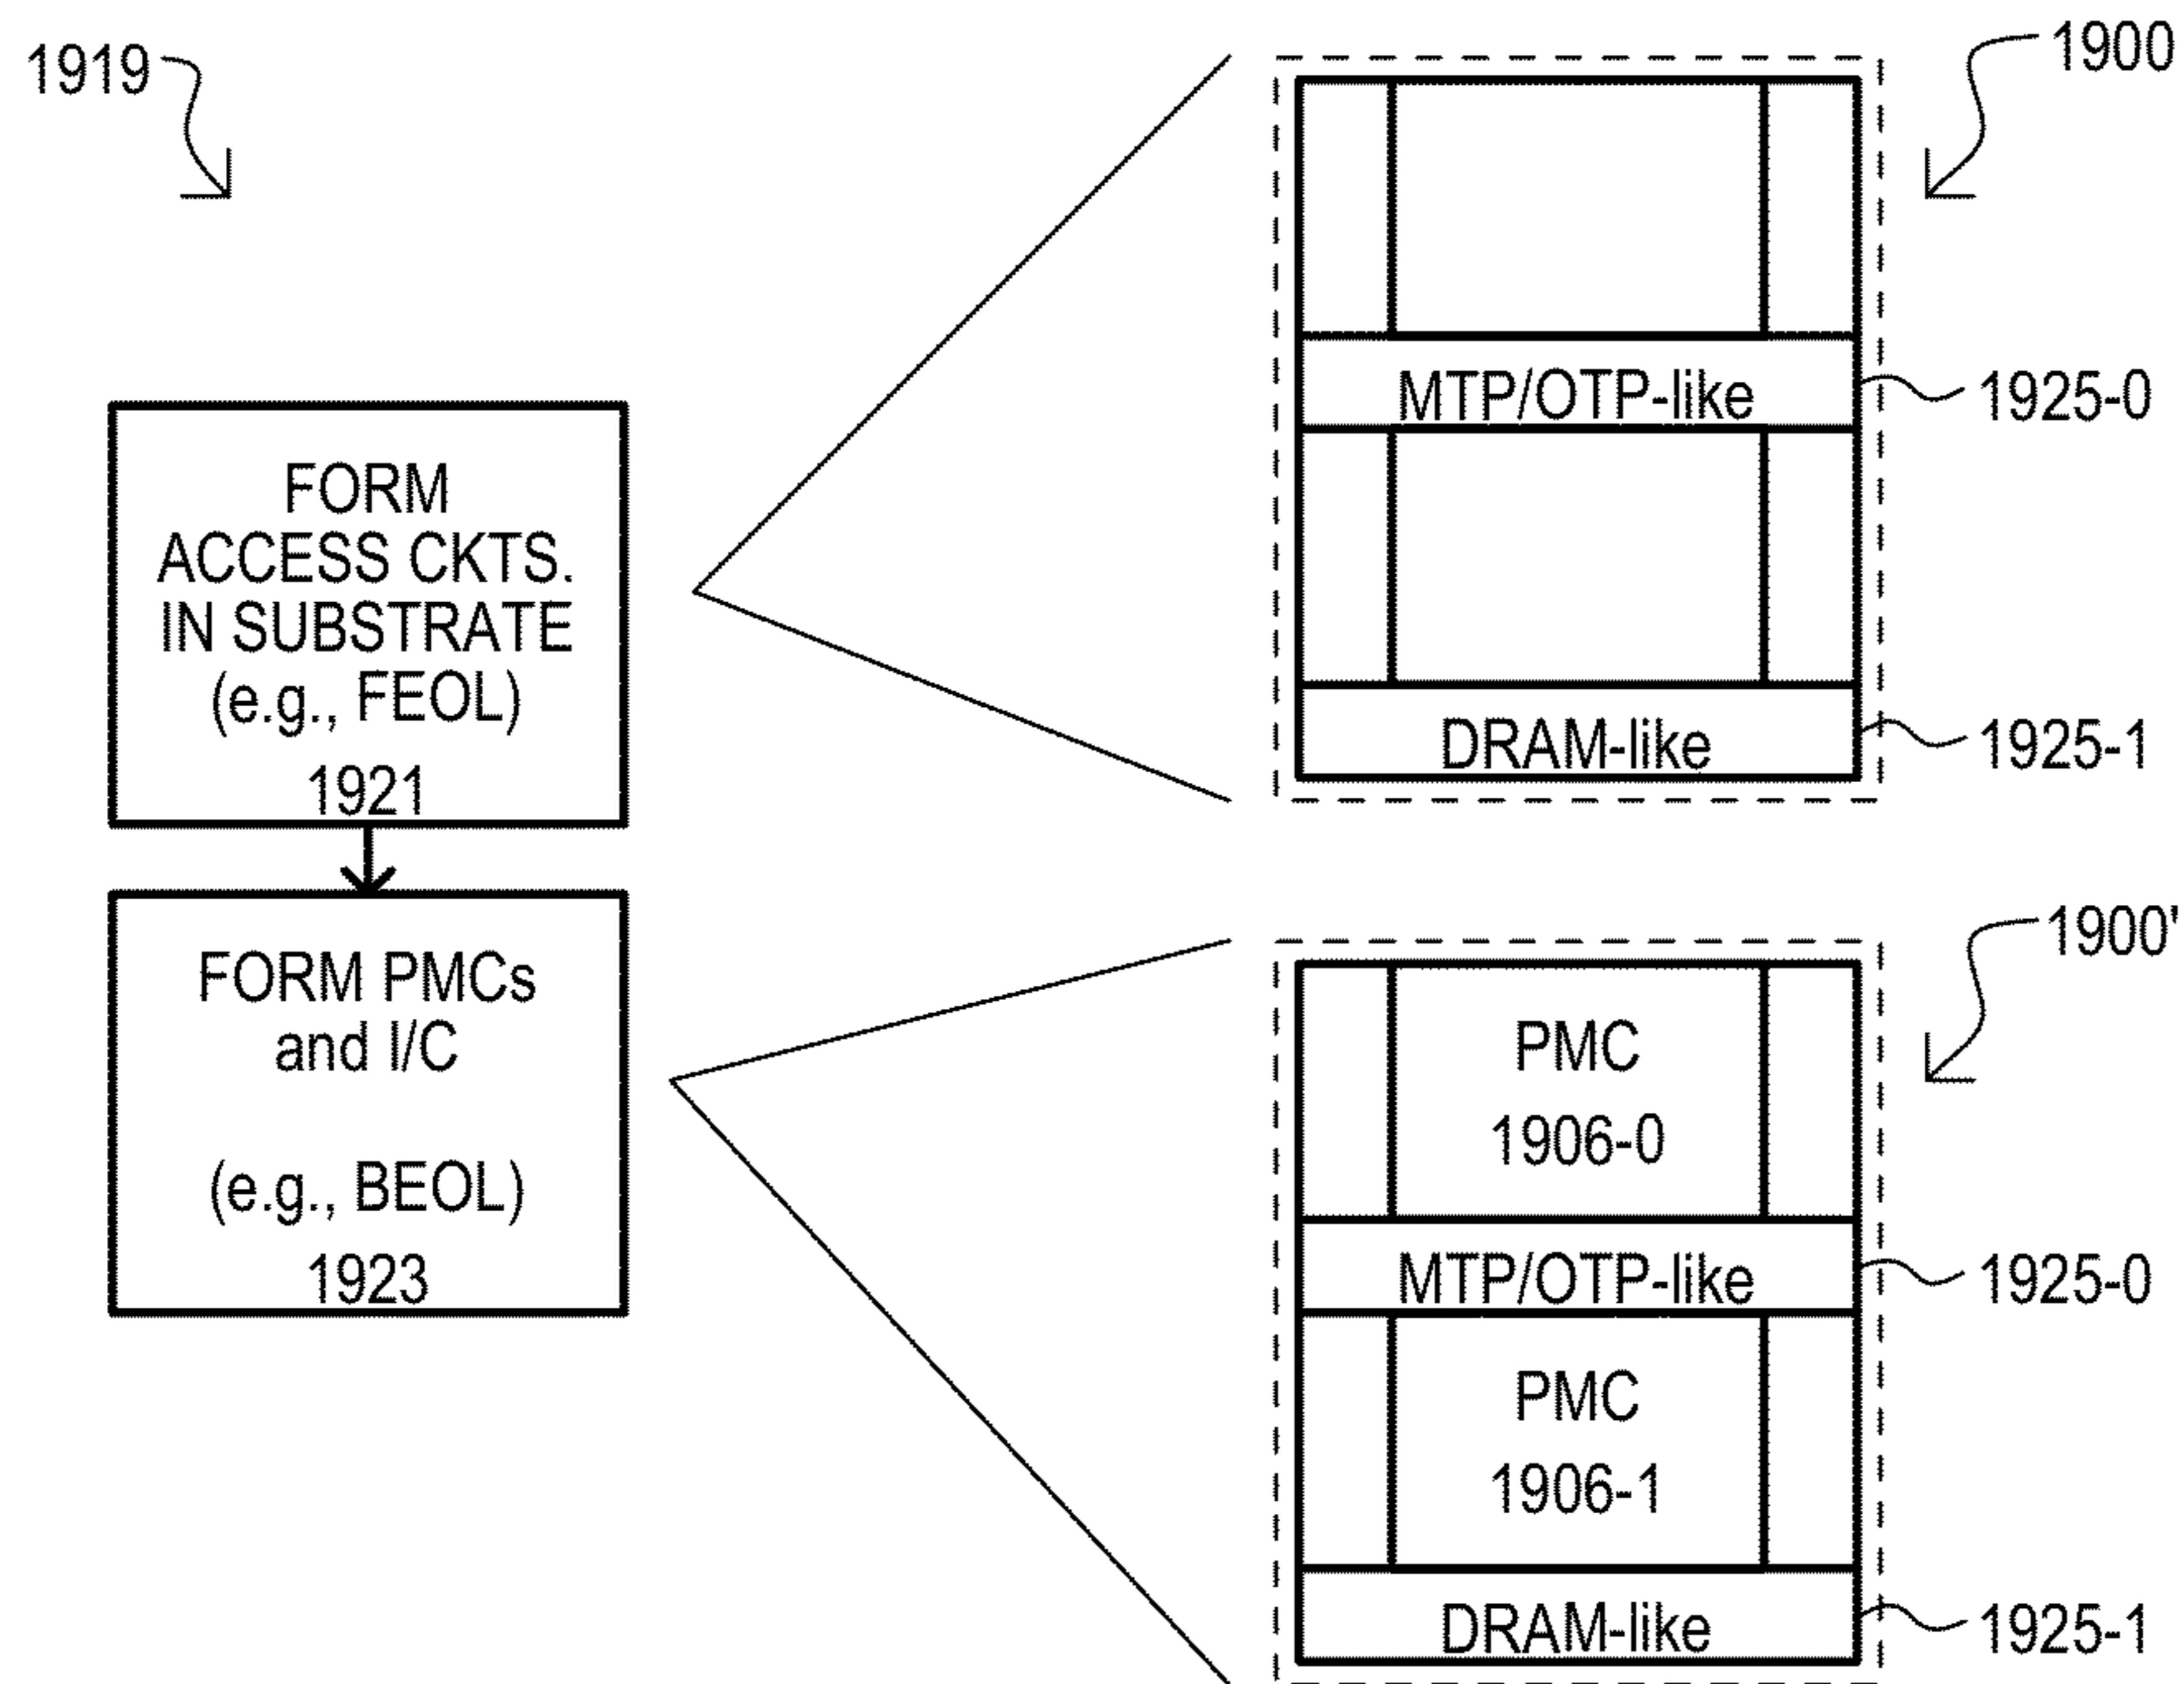 1919
1900
MTP/OTP-like
1925-0
DRAM-like
1925-1
FORM
ACCESS CKTS.
IN SUBSTRATE
(e.g., FEOL)
1921
FORM PMCs
and I/C
(e.g., BEOL)
1923
1900'
PMC
1906-0
MTP/OTP-like
1925-0
PMC
1906-1
DRAM-like
1925-1